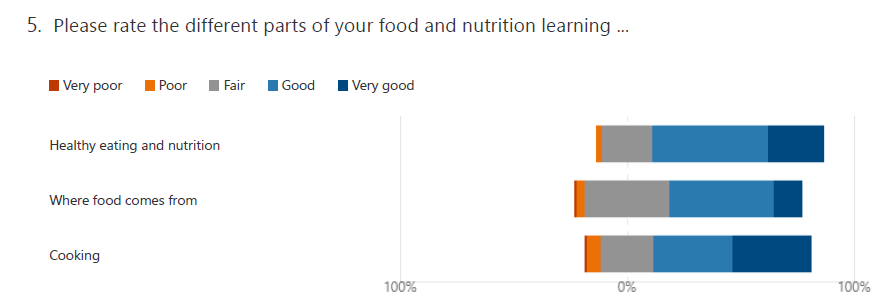 5. Please rate the different parts of your food and nutrition learning ...
Very poor Poor Fair Good Very good
Healthy eating and nutrition
Where food comes from
Cooking
100% 0% 100%